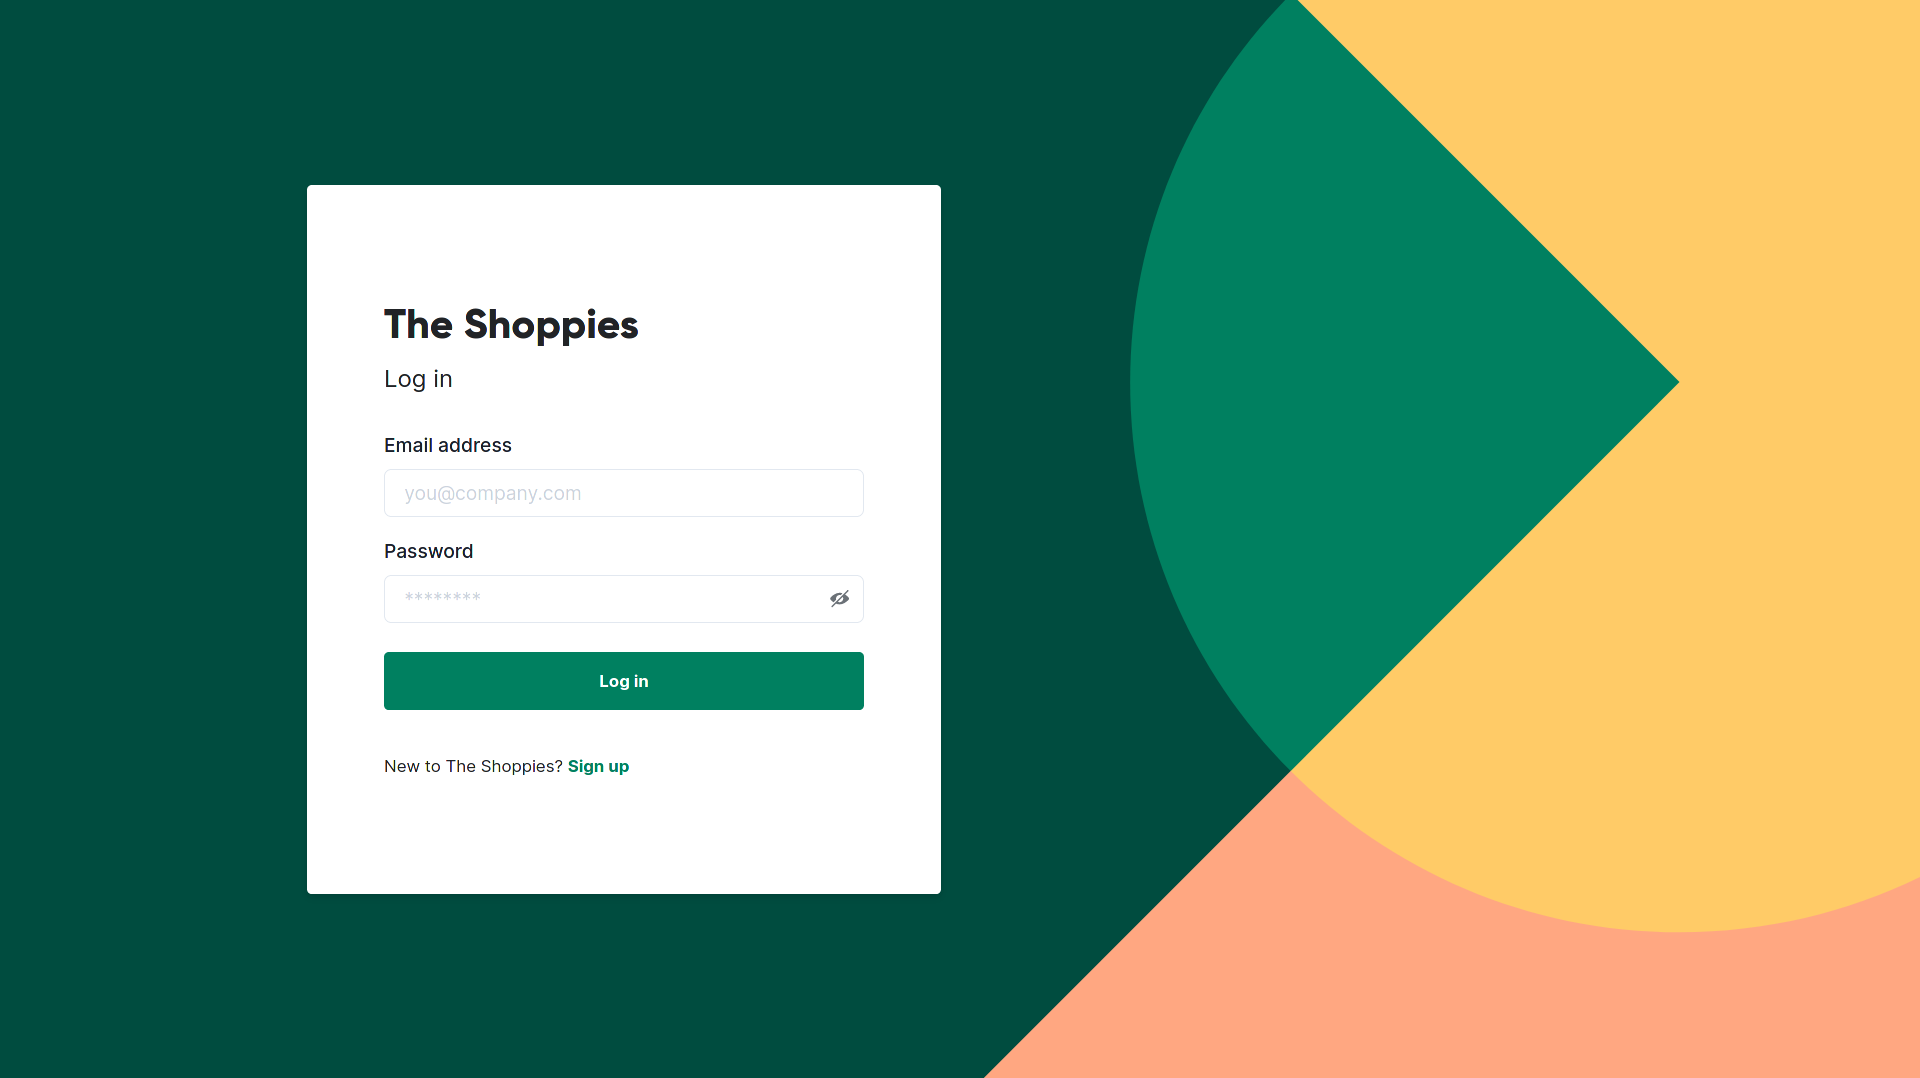 The Shoppies
Log in
Email address
you@company.com
Password
********
Log in
New to The Shoppies? Sign up